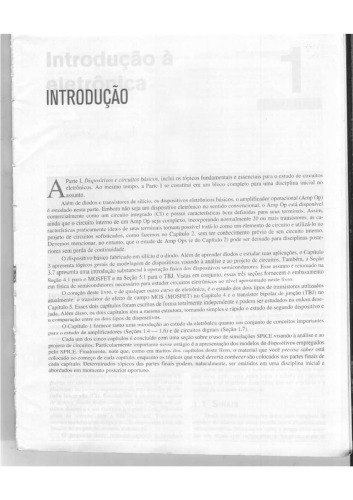 Introdução à
eletrônica
1
INTRODUÇÃO
A Parte I, Dispositivos e circuitos básicos, inclui os tópicos fundamentais e essenciais para o estudo de circuitos
eletrônicos. Ao mesmo tempo, a Parte I se constitui em um bloco completo para uma disciplina inicial no
assunto.
Além de diodos e transistores de silício, os dispositivos eletrônicos básicos, o amplificador operacional (Amp Op)
é estudado nesta parte. Embora não seja um dispositivo eletrônico no sentido convencional, o Amp Op está disponível
comercialmente como um circuito integrado (CI) e possui características bem definidas para seus terminais. Assim,
ainda que o circuito interno de um Amp Op seja complexo, incorporando normalmente 20 ou mais transistores, as ca-
racterísticas praticamente ideais de seus terminais tornam possível tratá-lo como um elemento de circuito e utilizá-lo no
projeto de circuitos sofisticados, como faremos no Capítulo 2, sem ter conhecimento prévio de seu circuito interno.
Devemos mencionar, no entanto, que o estudo de Amp Ops (e do Capítulo 2) pode ser deixado para disciplinas poste-
riores sem perda de continuidade.
O dispositivo básico fabricado em silício é o diodo. Além de aprender diodos e estudar suas aplicações, o Capítulo
3 apresenta tópicos gerais de modelagem de dispositivos visando à análise e ao projeto de circuitos. Também, a Seção
3.7 apresenta uma introdução substancial à operação física dos dispositivos semicondutores. Esse assunto é retomado na
Seção 4.1 para o MOSFET e na Seção 5.1 para o TBJ. Vistas em conjunto, essas três seções fornecem o embasamento
em física de semicondutores necessário para estudar circuitos eletrônicos no nível apresentado neste livro.
O coração deste livro, e de qualquer outro curso de eletrônica, é o estudo dos dois tipos de transistores utilizados
atualmente: o transistor de efeito de campo MOS (MOSFET) no Capítulo 4 e o transistor bipolar de junção (TBJ) no
Capítulo 5. Esses dois capítulos foram escritos de forma totalmente independente e podem ser estudados na ordem dese-
jada. Além disso, os dois capítulos têm a mesma estrutura, tornando simples e rápido o estudo do segundo dispositivo e
a comparação entre os dois tipos de dispositivos.
O Capítulo 1 fornece tanto uma introdução ao estudo da eletrônica quanto um conjunto de conceitos importantes
para o estudo de amplificadores (Seções 1.4 — 1.6) e de circuitos digitais (Seção 1.7).
Cada um dos cinco capítulos é concluído com uma seção sobre o uso de simulações SPICE visando à análise e ao
projeto de circuitos. Particularmente importante nesse estágio é a apresentação dos modelos de dispositivos empregados
pelo SPICE. Finalmente, note que, como em muitos dos capítulos deste livro, o material que você precisa saber está
colocado no começo de cada capítulo, enquanto os tópicos que você deveria conhecer são colocados nas partes finais de
cada capítulo. Determinados tópicos das partes finais podem, naturalmente, ser omitidos em uma disciplina inicial e
abordados em momento posterior oportuno.